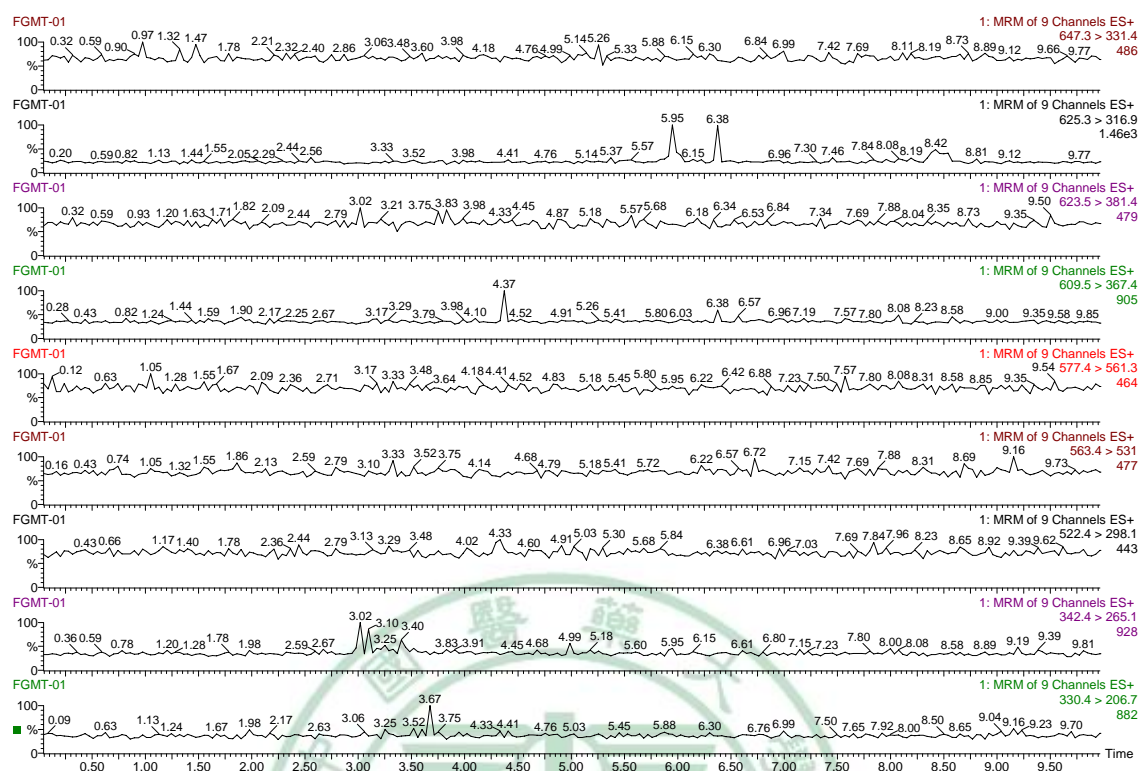 FGMT-01 1: MRM of 9 Channels ES+
647.3 > 331.4
486
100 0.32 0.59 0.90 0.97 1.32 1.47 1.78 2.21 2.32 2.40 2.86 3.06 3.48 3.60 3.98 4.18 4.76 4.99 5.14 5.26 5.33 5.88 6.15 6.30 6.84 6.99 7.42 7.69 8.11 8.19 8.73 8.89 9.12 9.66 9.77
%
0
FGMT-01 1: MRM of 9 Channels ES+
625.3 > 316.9
1.46e3
100 0.20 0.59 0.82 1.13 1.44 1.55 2.05 2.29 2.44 2.56 3.33 3.52 3.98 4.41 4.76 5.14 5.37 5.57 5.95 6.15 6.38 6.96 7.30 7.46 7.84 8.08 8.19 8.42 8.81 9.12 9.77
%
0
FGMT-01 1: MRM of 9 Channels ES+
623.5 > 381.4
479
100 0.32 0.59 0.93 1.20 1.63 1.71 1.82 2.09 2.44 2.79 3.02 3.21 3.75 3.83 3.98 4.33 4.45 4.87 5.18 5.57 5.68 6.18 6.34 6.53 6.84 7.34 7.69 7.88 8.04 8.35 8.73 9.35 9.50
%
0
FGMT-01 1: MRM of 9 Channels ES+
609.5 > 367.4
905
100 0.28 0.43 0.82 1.24 1.44 1.59 1.90 2.17 2.25 2.67 3.17 3.29 3.79 3.98 4.10 4.37 4.52 4.91 5.26 5.41 5.80 6.03 6.38 6.57 6.96 7.19 7.57 7.80 8.08 8.23 8.58 9.00 9.35 9.58 9.85
%
0
FGMT-01 1: MRM of 9 Channels ES+
577.4 > 561.3
464
100 0.12 0.63 1.05 1.28 1.55 1.67 2.09 2.36 2.71 3.17 3.33 3.48 3.64 4.18 4.41 4.52 4.83 5.18 5.45 5.80 5.95 6.22 6.42 6.88 7.23 7.50 7.57 7.80 8.08 8.31 8.58 8.85 9.35 9.54
%
0
FGMT-01 1: MRM of 9 Channels ES+
563.4 > 531
477
100 0.16 0.43 0.74 1.05 1.32 1.55 1.86 2.13 2.59 2.79 3.10 3.33 3.52 3.75 4.14 4.68 4.79 5.18 5.41 5.72 6.22 6.57 6.72 7.15 7.42 7.69 7.88 8.31 8.69 9.16 9.73
%
0
FGMT-01 1: MRM of 9 Channels ES+
522.4 > 298.1
443
100 0.43 0.66 1.17 1.40 1.78 2.36 2.44 2.79 3.13 3.29 3.48 4.02 4.33 4.60 4.91 5.03 5.30 5.68 5.84 6.38 6.61 6.96 7.03 7.69 7.84 7.96 8.23 8.65 8.92 9.39 9.62
%
0
FGMT-01 1: MRM of 9 Channels ES+
342.4 > 265.1
928
100 0.36 0.59 0.78 1.20 1.28 1.78 1.98 2.59 2.67 3.02 3.10 3.25 3.40 3.83 3.91 4.45 4.68 4.99 5.18 5.60 5.95 6.15 6.61 6.80 7.15 7.23 7.80 8.00 8.08 8.58 8.89 9.19 9.39 9.81
%
0
FGMT-01 1: MRM of 9 Channels ES+
330.4 > 206.7
882
100 0.09 0.63 1.13 1.24 1.67 1.98 2.17 2.63 3.06 3.25 3.52 3.67 3.75 4.33 4.41 4.76 5.03 5.45 5.88 6.30 6.76 6.99 7.50 7.65 7.92 8.00 8.50 8.65 9.04 9.16 9.23 9.70
%
0 Time
0.50 1.00 1.50 2.00 2.50 3.00 3.50 4.00 4.50 5.00 5.50 6.00 6.50 7.00 7.50 8.00 8.50 9.00 9.50
國 醫 藥 大